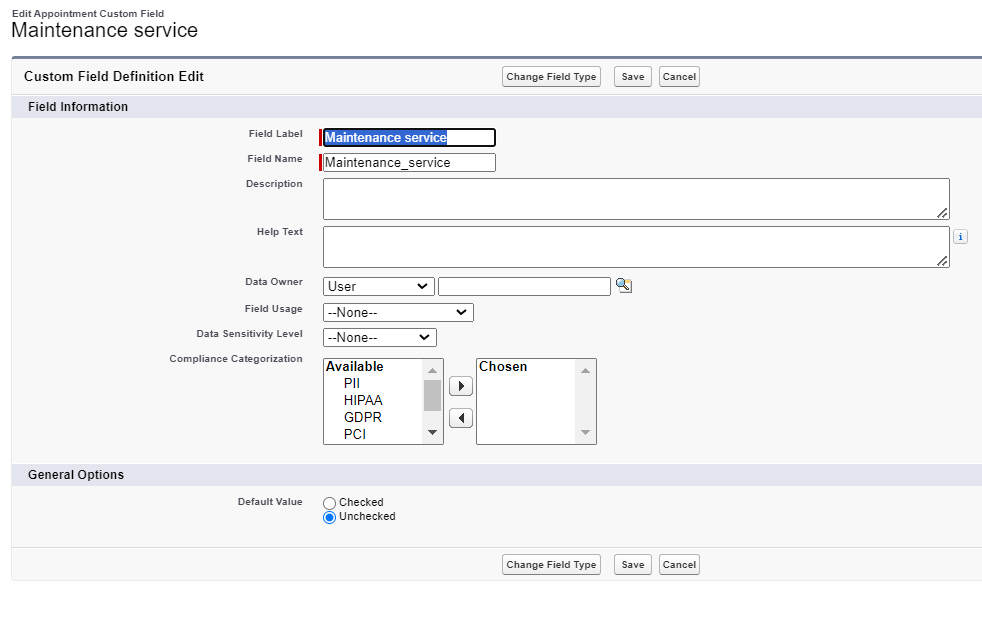 Edit Appointment Custom Field
Maintenance service
Custom Field Definition Edit
Change Field Type Save Cancel
Field Information
Field Label Maintenance service
Field Name Maintenance_service
Description
Help Text i
Data Owner User
Field Usage --None--
Data Sensitivity Level --None--
Compliance Categorization
Available Chosen
PII
HIPAA
GDPR
PCI
General Options
Default Value Checked
Unchecked
Change Field Type Save Cancel